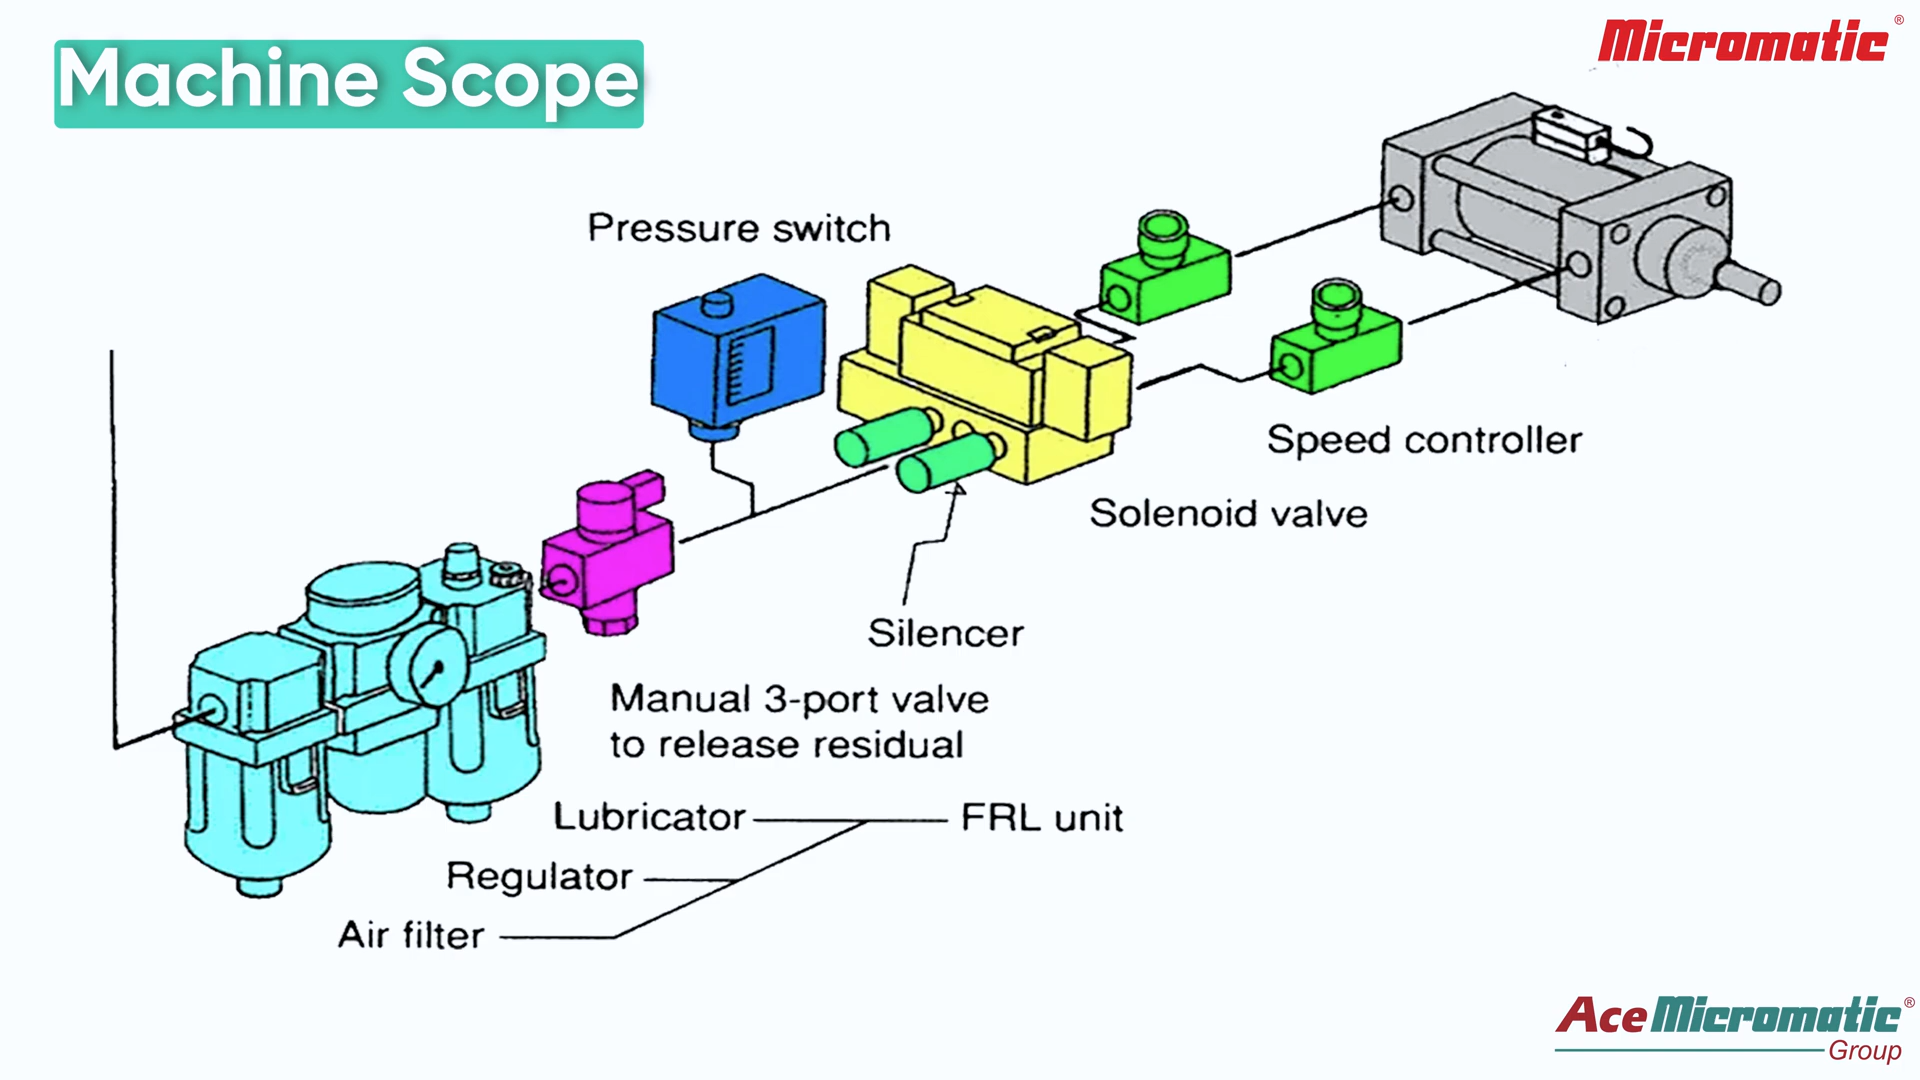 Machine Scope
Micromatic®
Pressure switch
Speed controller
Solenoid valve
Silencer
Manual 3-port valve
to release residual
Lubricator
FRL unit
Regulator
Air filter
AceMicromatic®
Group